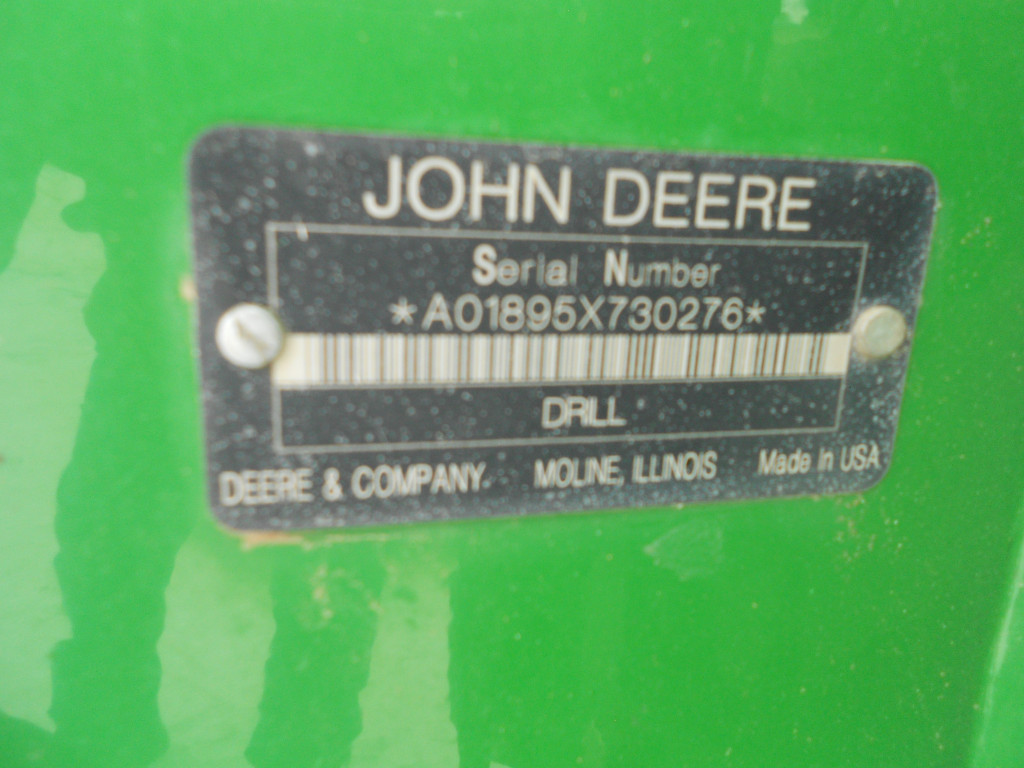 JOHN DEERE
Serial Number
*A01895X730276*
DRILL
DEERE & COMPANY. MOLINE, ILLINOIS Made in USA